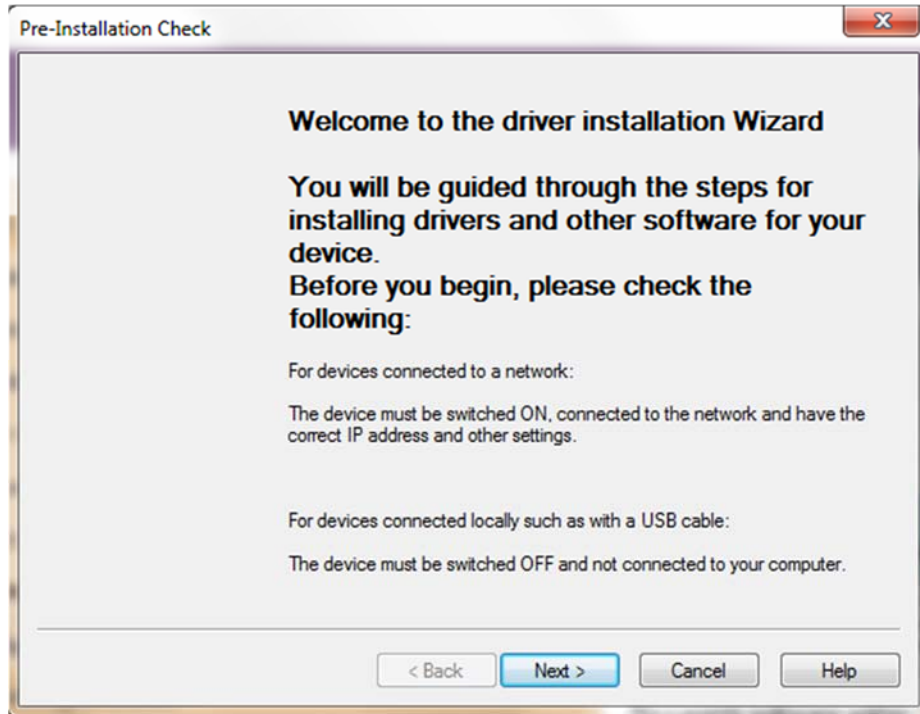 Pre-Installation Check
Welcome to the driver installation Wizard
You will be guided through the steps for
installing drivers and other software for your
device.
Before you begin, please check the
following:
For devices connected to a network:
The device must be switched ON, connected to the network and have the
correct IP address and other settings.
For devices connected locally such as with a USB cable:
The device must be switched OFF and not connected to your computer.
< Back
Next >
Cancel
Help